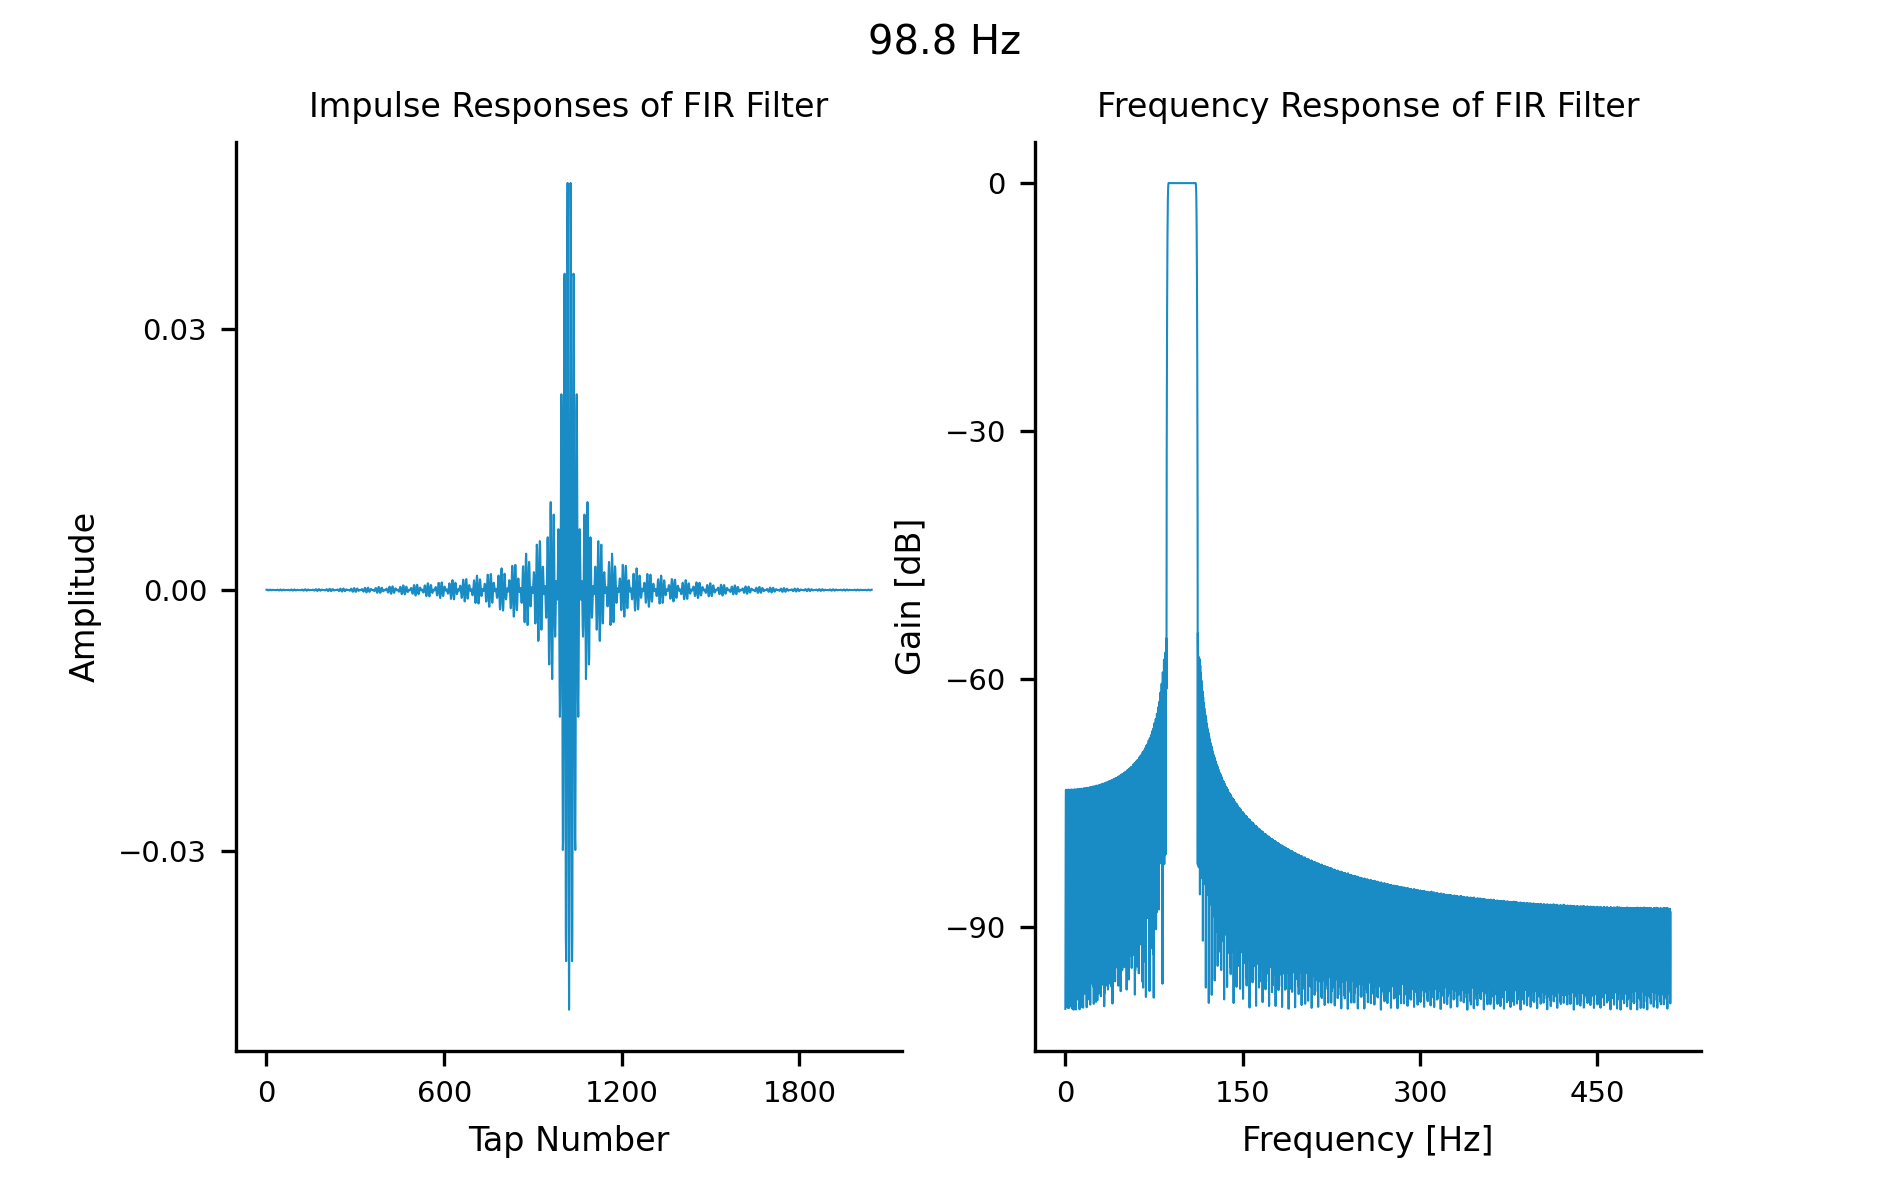 98.8 Hz
Impulse Responses of FIR Filter
Amplitude
0.03
0.00
−0.03
0 600 1200 1800
Tap Number
Frequency Response of FIR Filter
Gain [dB]
0
−30
−60
−90
0 150 300 450
Frequency [Hz]